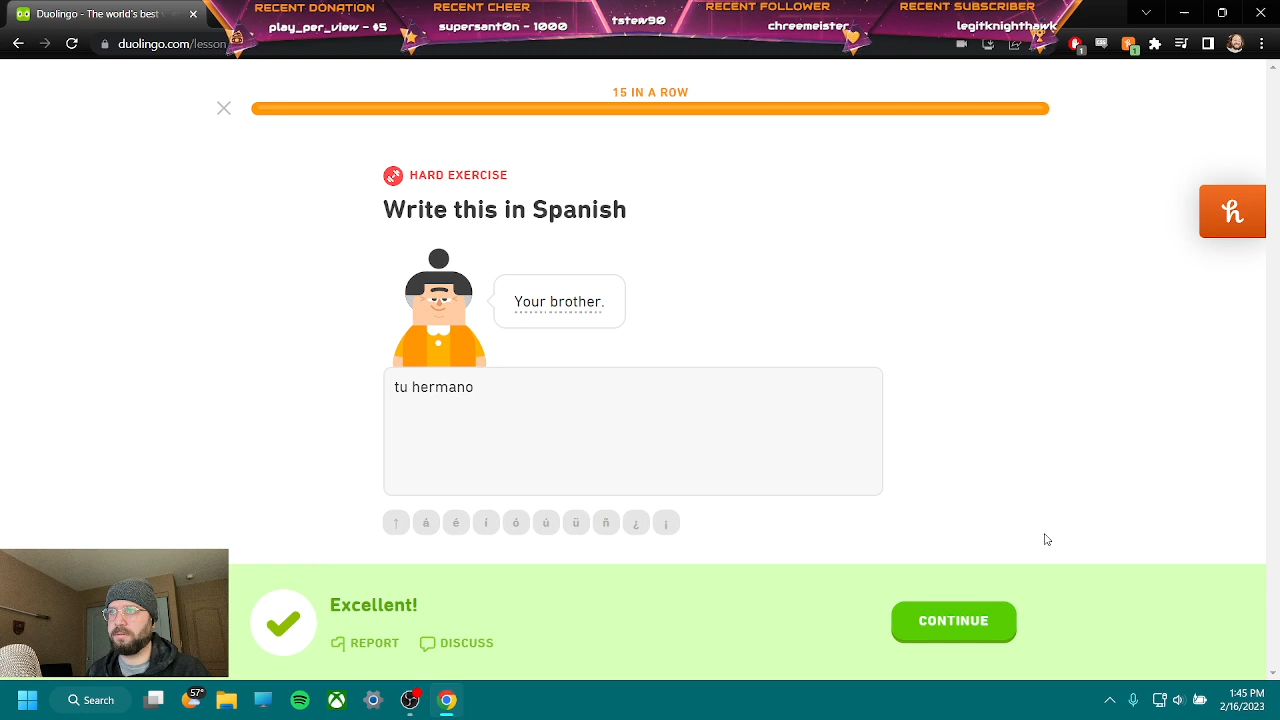 Duolingo - The world's best
RECENT DONATION
play_per_view - $5
RECENT CHEER
supersant0n - 1000
tstew90
RECENT FOLLOWER
chreemeister
RECENT SUBSCRIBER
legitknighthawk
duolingo.com/lesson
1
1
15 IN A ROW
HARD EXERCISE
Write this in Spanish
Your brother.
tu hermano
↑ á é í ó ú ü ñ ¿ ¡
Excellent!
REPORT DISCUSS
CONTINUE
Search
57°
1:45 PM
2/16/2023